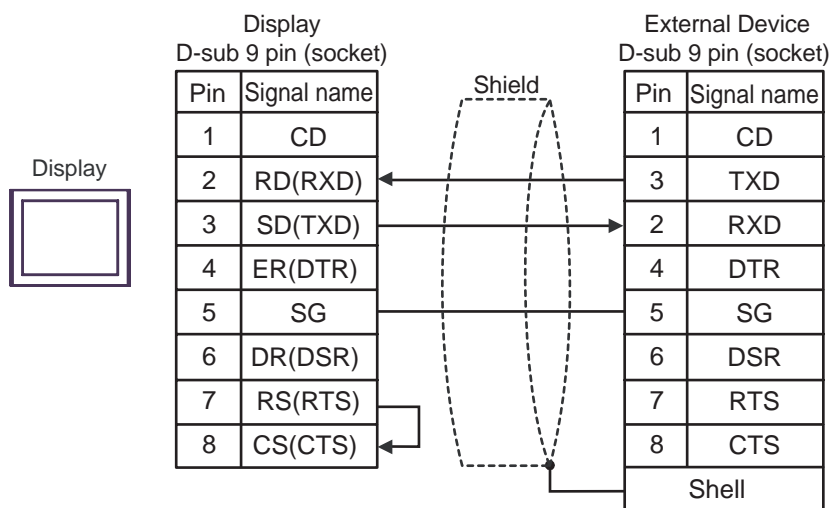 Display
D-sub 9 pin (socket)
External Device
D-sub 9 pin (socket)
Shield
Display
Pin Signal name
1 CD
2 RD(RXD)
3 SD(TXD)
4 ER(DTR)
5 SG
6 DR(DSR)
7 RS(RTS)
8 CS(CTS)
Pin Signal name
1 CD
3 TXD
2 RXD
4 DTR
5 SG
6 DSR
7 RTS
8 CTS
Shell